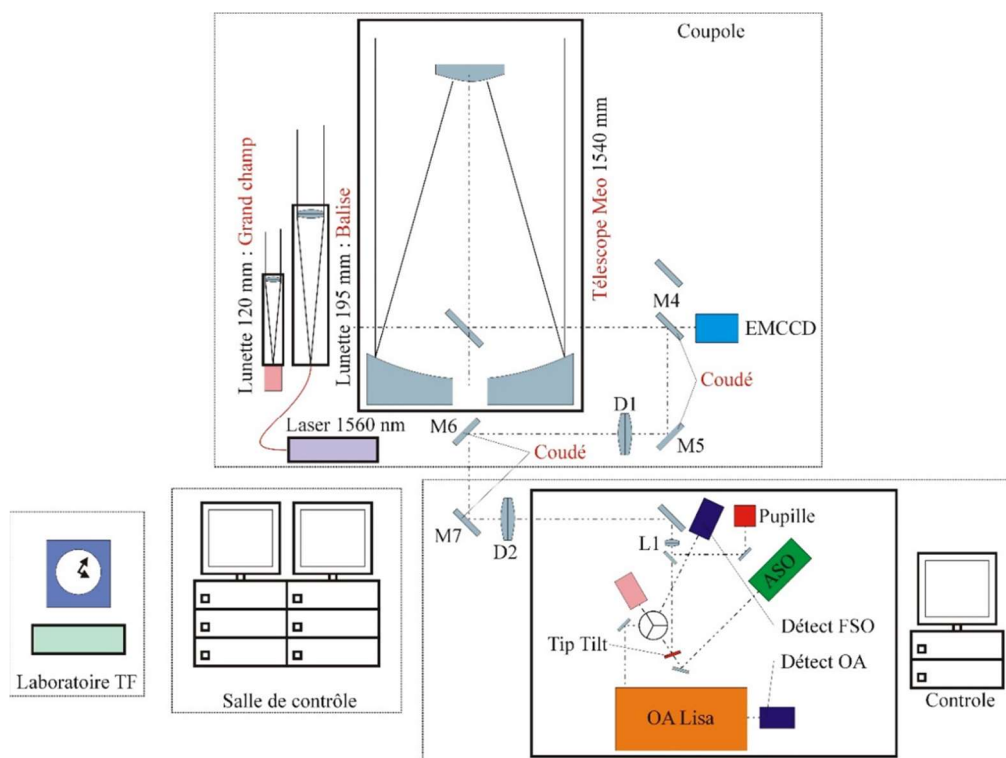 Coupole
Lunette 120 mm : Grand champ
Lunette 195 mm : Balise
Télescope Meo 1540 mm
M4
EMCCD
Coudé
D1
M5
M6
Laser 1560 nm
Coudé
M7
D2
L1
Pupille
ASO
Tip Tilt
Détect FSO
Détect OA
OA Lisa
Laboratoire TF
Salle de contrôle
Controle